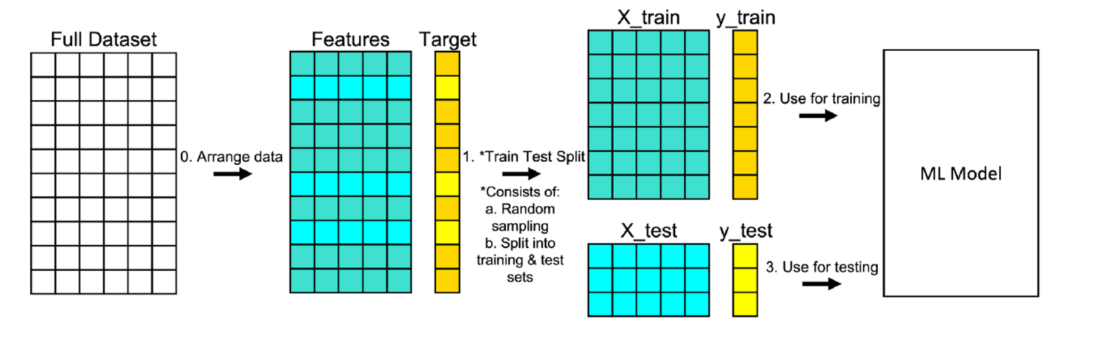 Full Dataset
0. Arrange data
Features
Target
1. *Train Test Split
*Consists of:
a. Random
sampling
b. Split into
training & test
sets
X_train
y_train
2. Use for training
X_test
y_test
3. Use for testing
ML Model